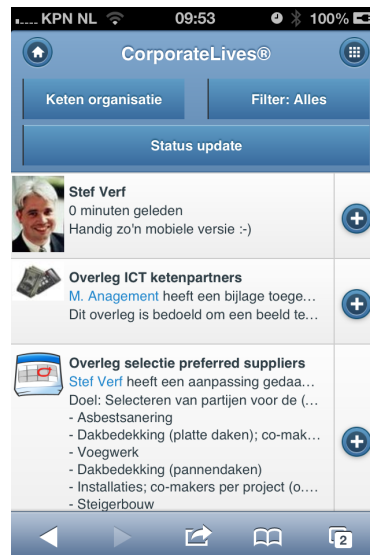 KPN NL 09:53 100%
CorporateLives®
Keten organisatie Filter: Alles
Status update
Stef Verf
0 minuten geleden
Handig zo'n mobiele versie :-)
Overleg ICT ketenpartners
M. Anagement heeft een bijlage toege...
Dit overleg is bedoeld om een beeld te...
Overleg selectie preferred suppliers
Stef Verf heeft een aanpassing gedaa...
Doel: Selecteren van partijen voor de (...
- Asbestsanering
- Dakbedekking (platte daken); co-mak...
- Voegwerk
- Dakbedekking (pannendaken)
- Installaties; co-makers per project (o....
- Steigerbouw
2